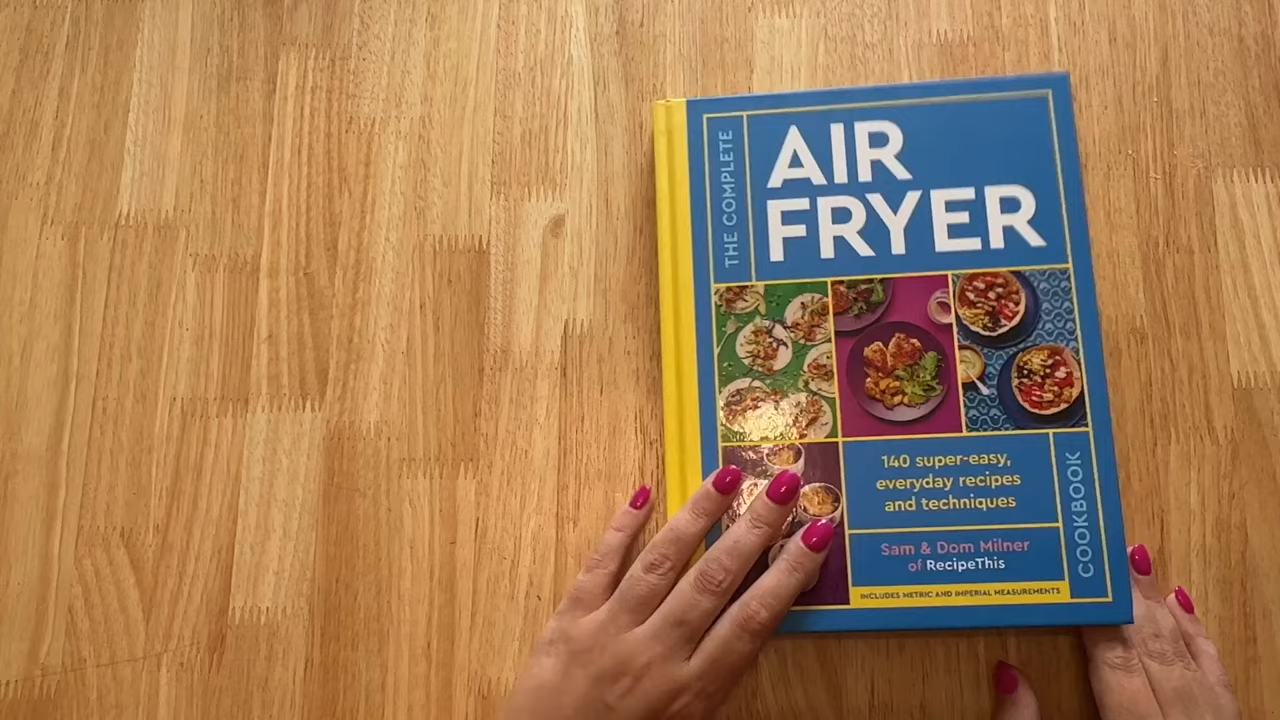 THE COMPLETE
AIR
FRYER
COOKBOOK
140 super-easy,
everyday recipes
and techniques
Sam & Dom Milner
of RecipeThis
INCLUDES METRIC AND IMPERIAL MEASUREMENTS